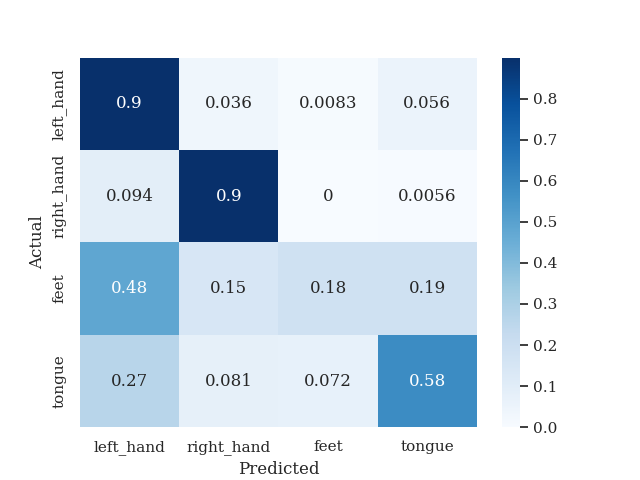 left_hand 0.9 0.036 0.0083 0.056
right_hand 0.094 0.9 0 0.0056
feet 0.48 0.15 0.18 0.19
tongue 0.27 0.081 0.072 0.58
Actual
left_hand right_hand feet tongue
Predicted
0.8
0.7
0.6
0.5
0.4
0.3
0.2
0.1
0.0